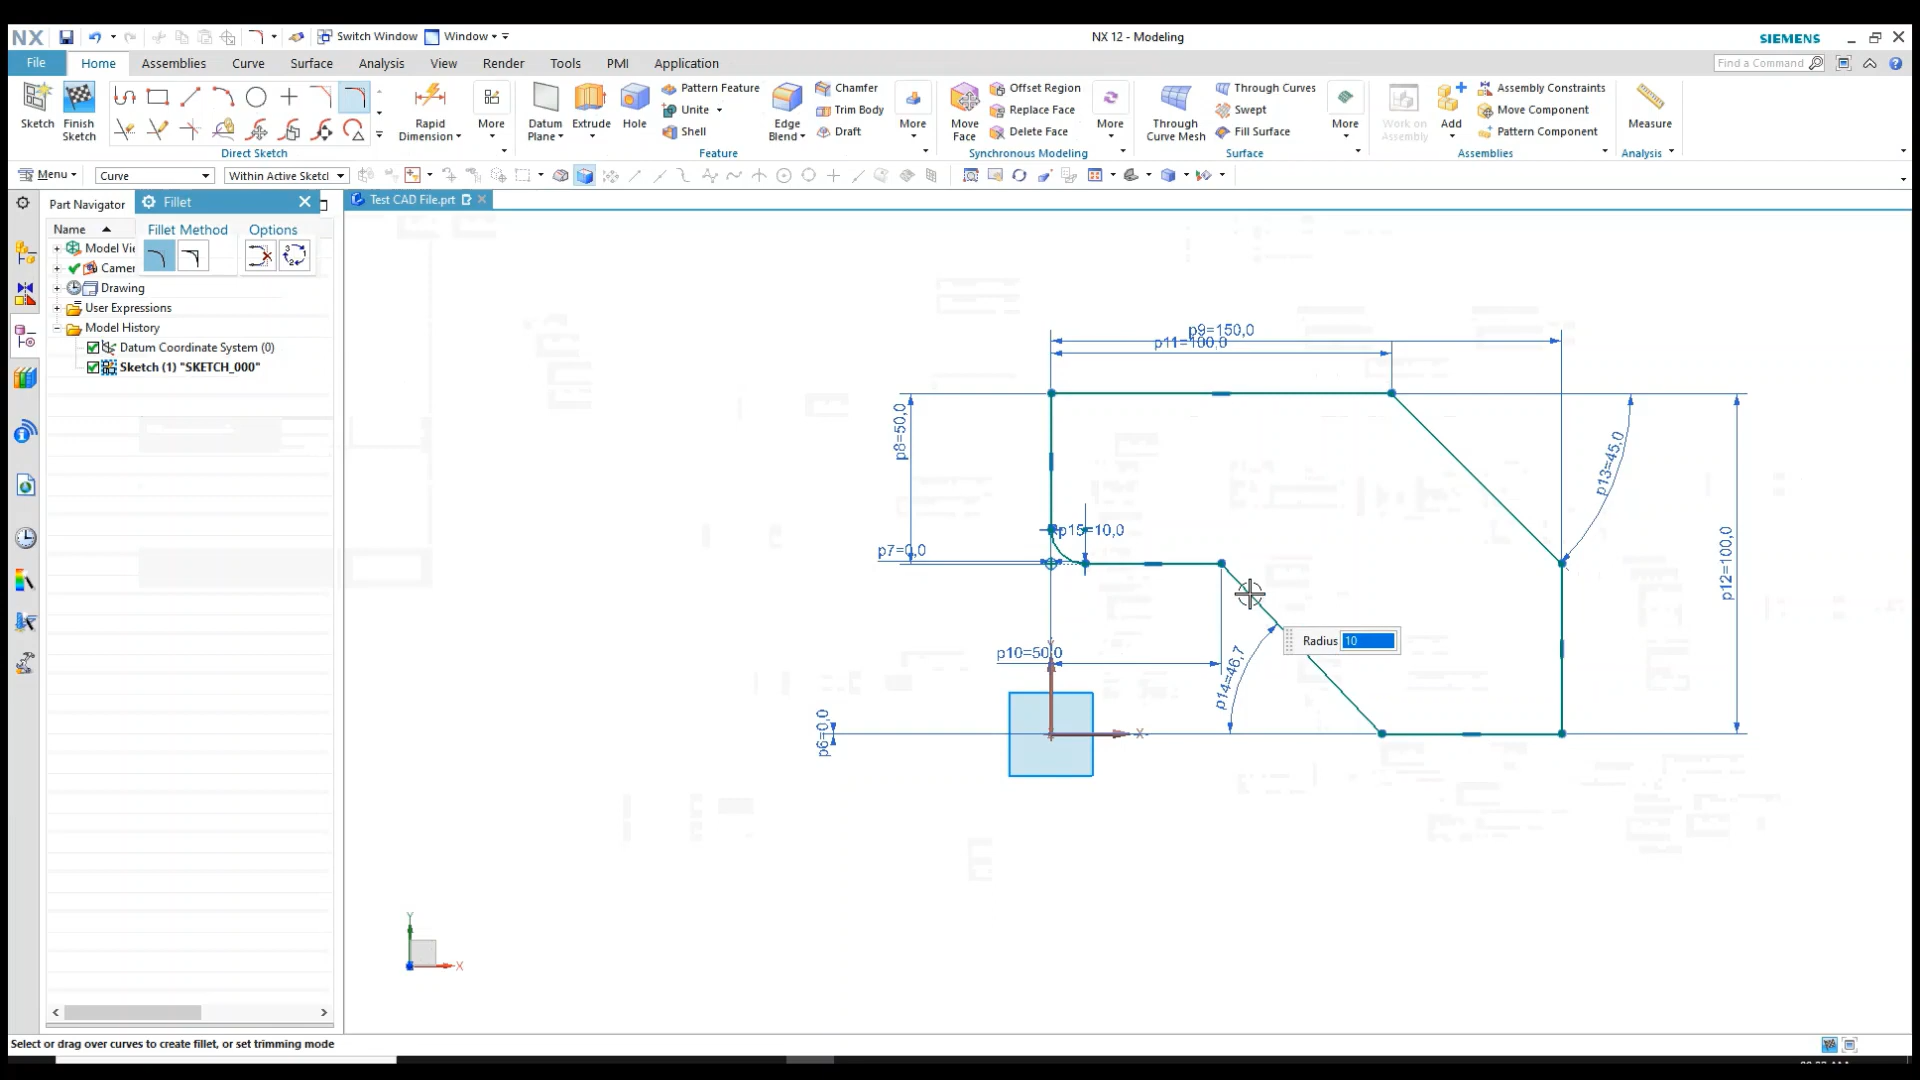 NX
Switch Window
Window
NX 12 - Modeling
SIEMENS
File
Home
Assemblies
Curve
Surface
Analysis
View
Render
Tools
PMI
Application
Find a Command
Sketch
Finish Sketch
Rapid Dimension
More
Datum Plane
Extrude
Hole
Pattern Feature
Unite
Shell
Edge Blend
Chamfer
Trim Body
Draft
More
Move Face
Offset Region
Replace Face
Delete Face
More
Through Curve Mesh
Through Curves
Swept
Fill Surface
More
Work on Assembly
Add
Assembly Constraints
Move Component
Pattern Component
Measure
Direct Sketch
Feature
Synchronous Modeling
Surface
Assemblies
Analysis
Menu
Curve
Within Active Sketcl
Part Navigator
Fillet
Test CAD File.prt
Name
Fillet Method
Options
Model Vie
Camer
Drawing
User Expressions
Model History
Datum Coordinate System (0)
Sketch (1) "SKETCH_000"
p9=150,0
p11=100,0
p8=50,0
p13=45,0
p15=10,0
p7=0,0
p12=100,0
Radius 10
p10=50,0
p14=46,7
p6=0,0
X
Y
X
Select or drag over curves to create fillet, or set trimming mode